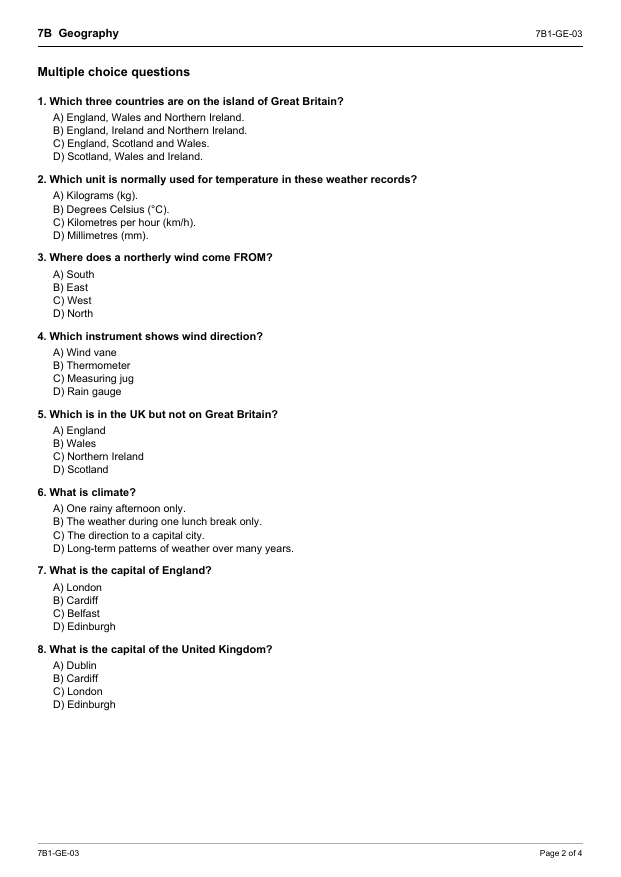 7B Geography
7B1-GE-03
Multiple choice questions
1. Which three countries are on the island of Great Britain?
A) England, Wales and Northern Ireland.
B) England, Ireland and Northern Ireland.
C) England, Scotland and Wales.
D) Scotland, Wales and Ireland.
2. Which unit is normally used for temperature in these weather records?
A) Kilograms (kg).
B) Degrees Celsius (°C).
C) Kilometres per hour (km/h).
D) Millimetres (mm).
3. Where does a northerly wind come FROM?
A) South
B) East
C) West
D) North
4. Which instrument shows wind direction?
A) Wind vane
B) Thermometer
C) Measuring jug
D) Rain gauge
5. Which is in the UK but not on Great Britain?
A) England
B) Wales
C) Northern Ireland
D) Scotland
6. What is climate?
A) One rainy afternoon only.
B) The weather during one lunch break only.
C) The direction to a capital city.
D) Long-term patterns of weather over many years.
7. What is the capital of England?
A) London
B) Cardiff
C) Belfast
D) Edinburgh
8. What is the capital of the United Kingdom?
A) Dublin
B) Cardiff
C) London
D) Edinburgh
7B1-GE-03
Page 2 of 4